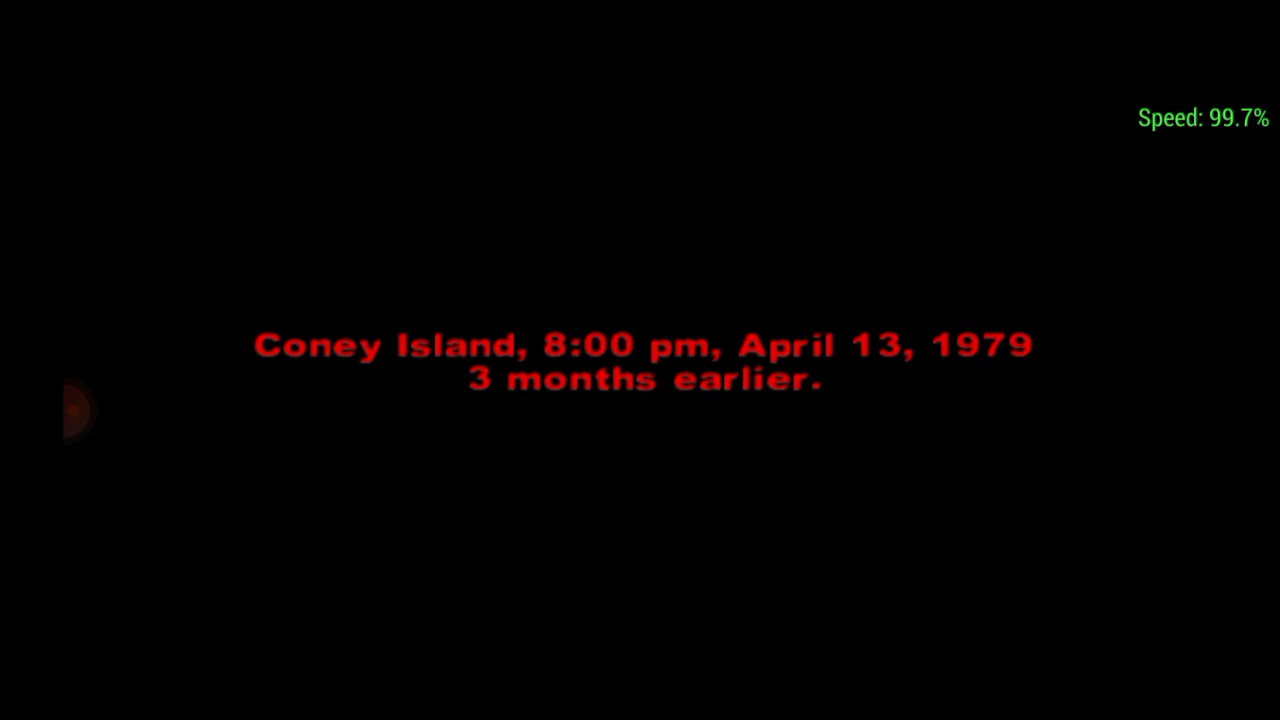 Speed: 99.7%
Coney Island, 8:00 pm, April 13, 1979
3 months earlier.